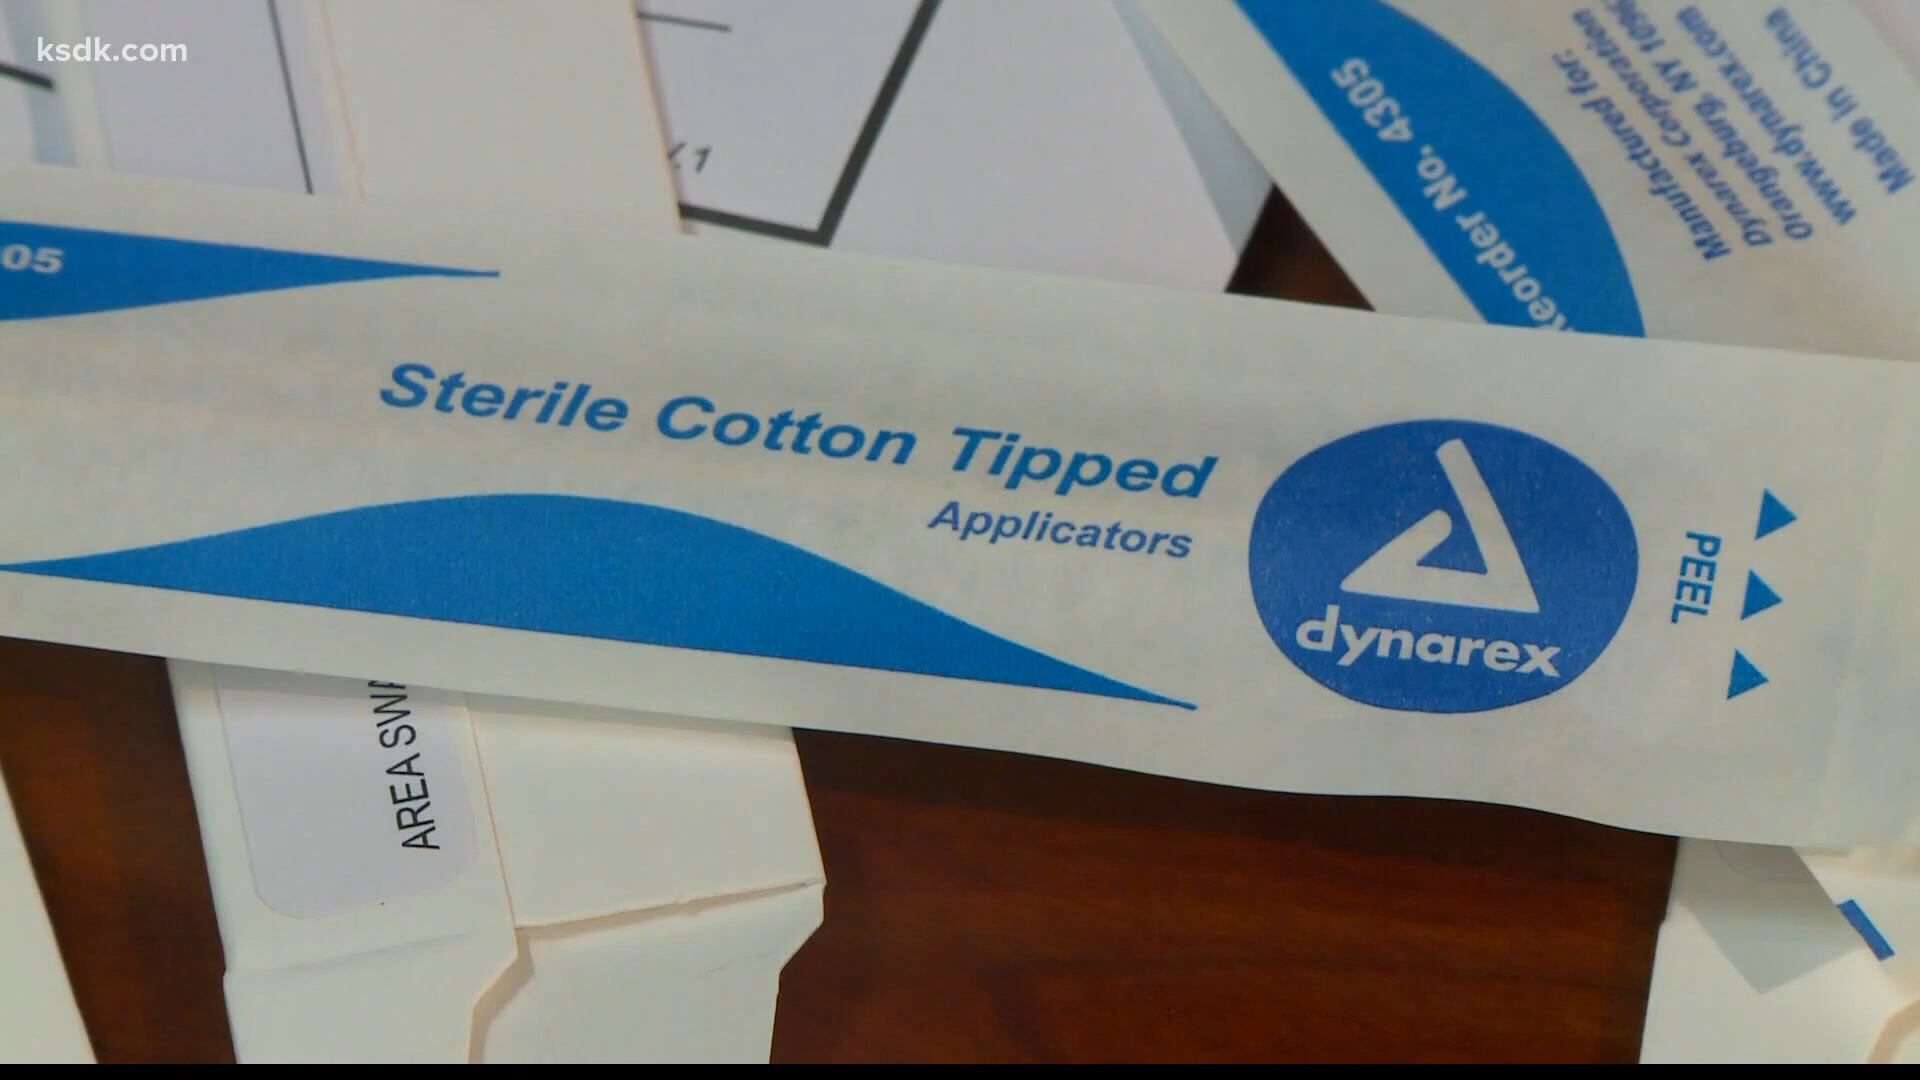 ksdk.com
Reorder No. 4305
Manufactured for:
Dynarex Corporation
Orangeburg, NY
www.dynarex.com
Made in China
05
Sterile Cotton Tipped
Applicators
dynarex
PEEL
AREA